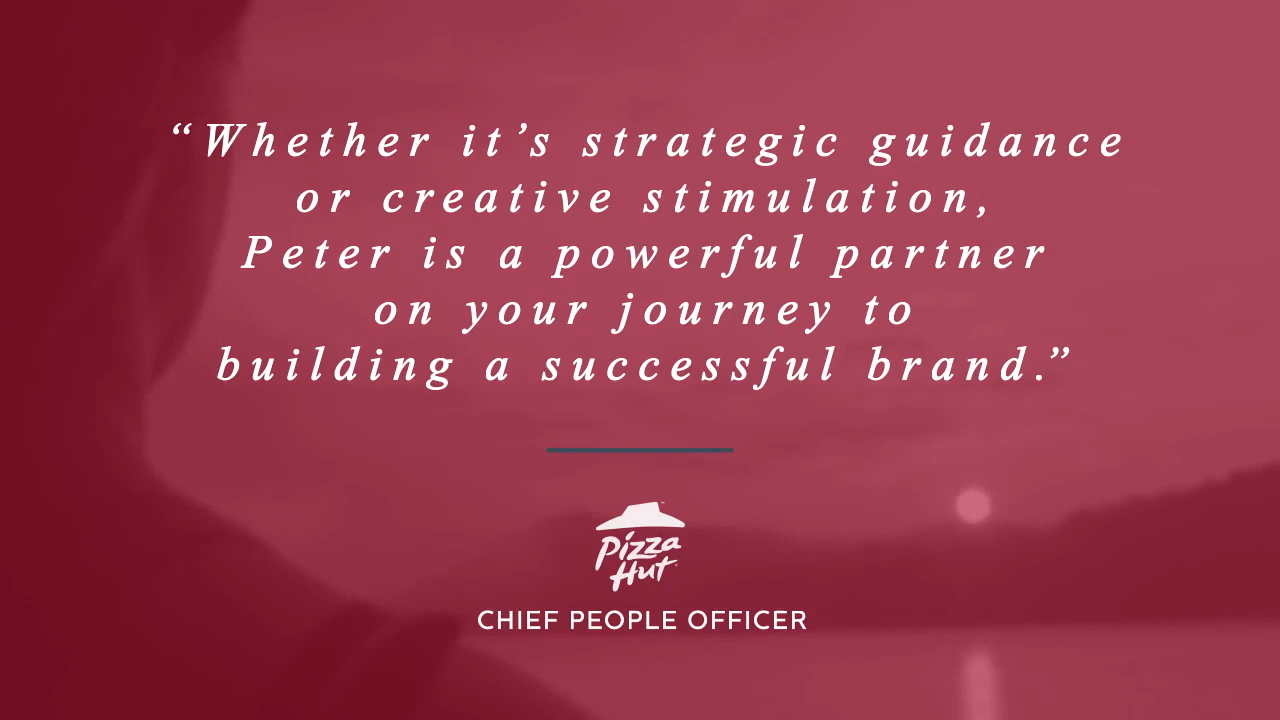 “Whether it’s strategic guidance
or creative stimulation,
Peter is a powerful partner
on your journey to
building a successful brand.”
Pizza
Hut
CHIEF PEOPLE OFFICER